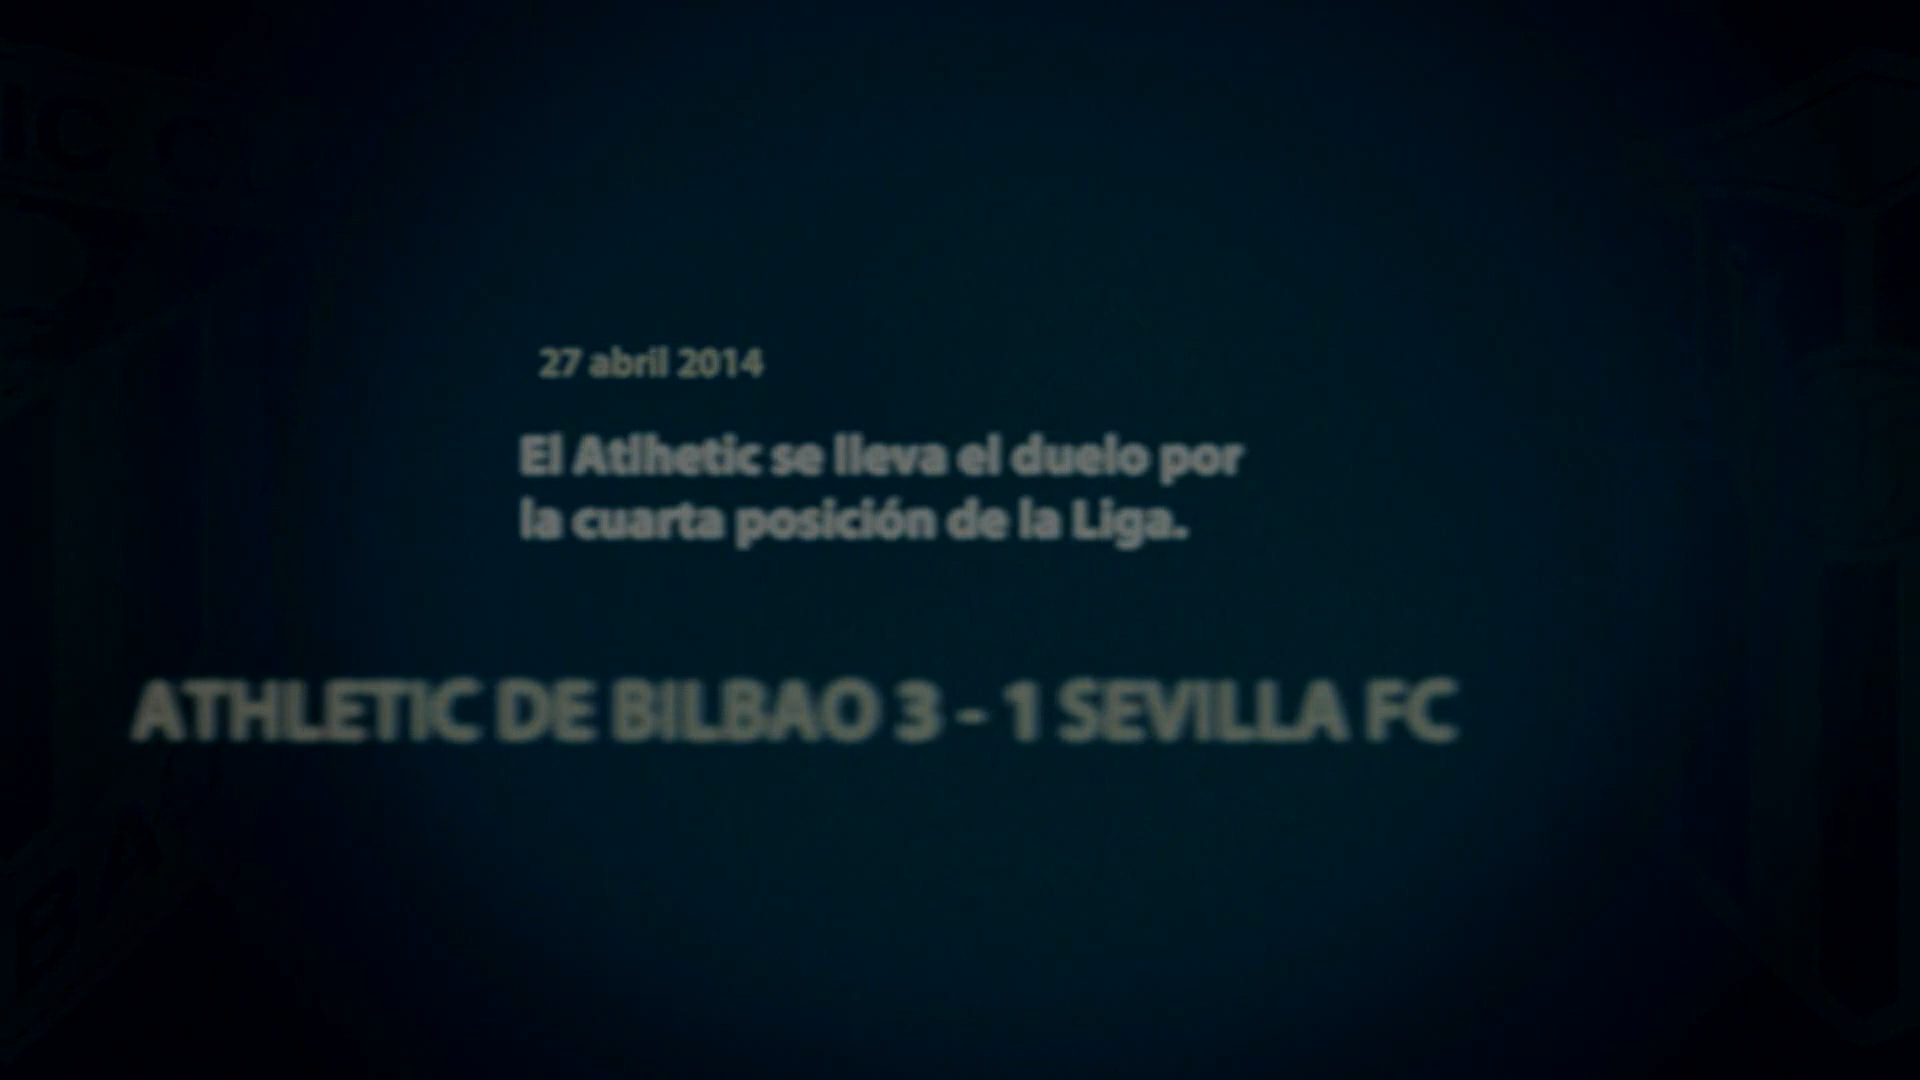 27 abril 2014
El Atlhetic se lleva el duelo por
la cuarta posición de la Liga.
ATHLETIC DE BILBAO 3 - 1 SEVILLA FC